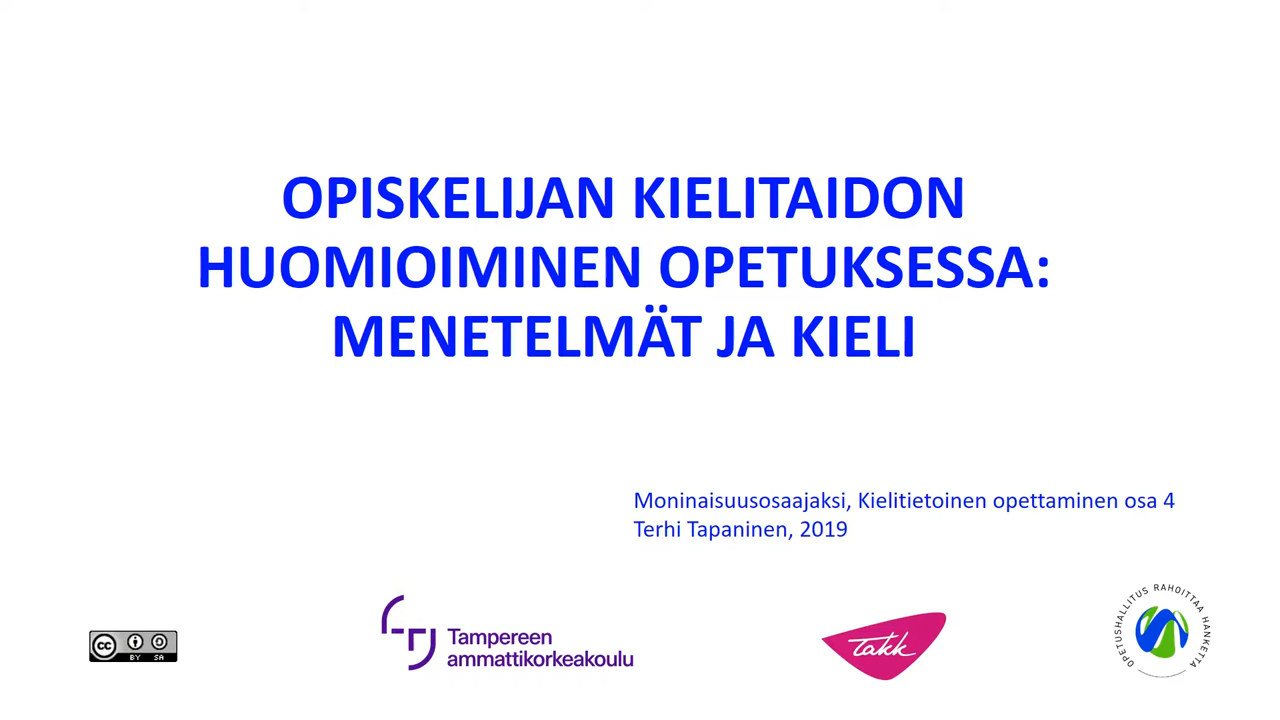 OPISKELIJAN KIELITAIDON
HUOMIOIMINEN OPETUKSESSA:
MENETELMÄT JA KIELI
Moninaisuusosaajaksi, Kielitietoinen opettaminen osa 4
Terhi Tapaninen, 2019
cc BY SA
Tampereen
ammattikorkeakoulu
Takk
OPETUSHALLITUS RAHOITTAA HANKETTA